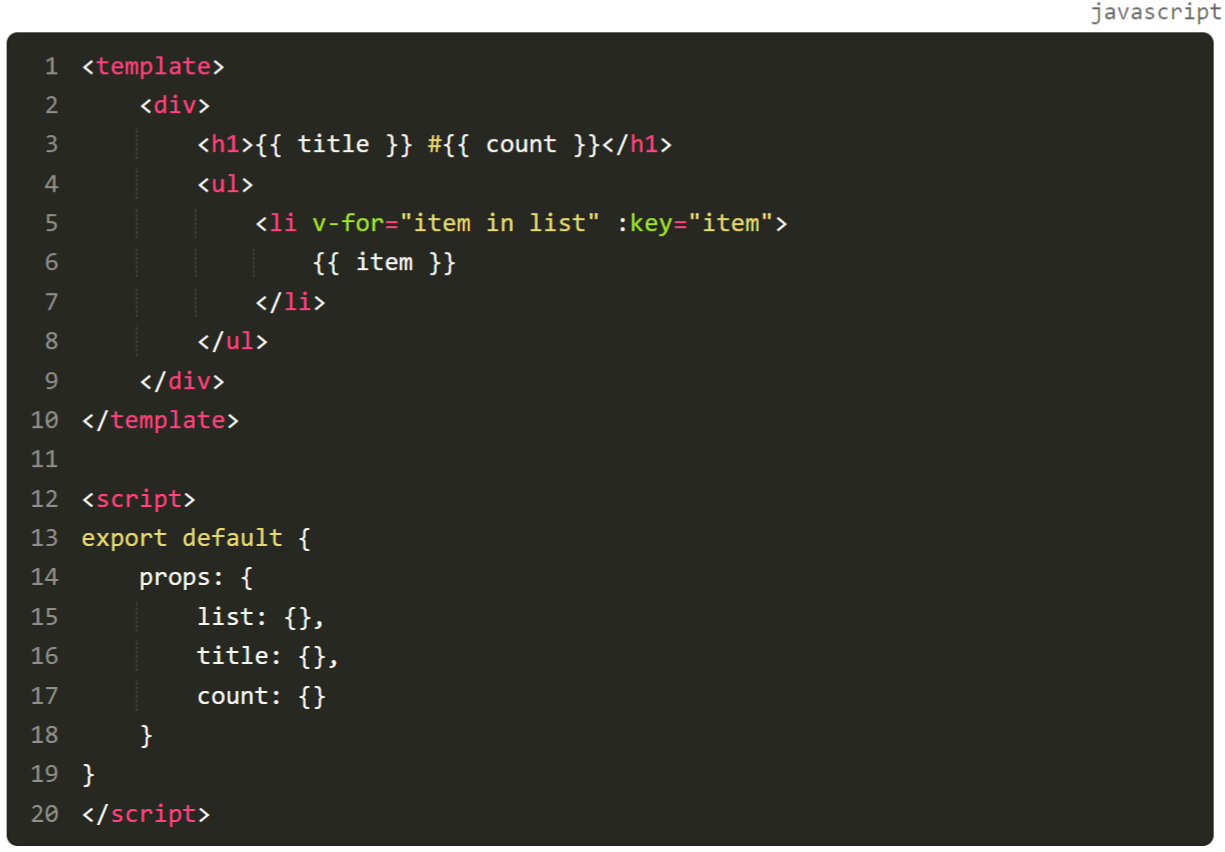 javascript
1 <template>
2     <div>
3         <h1>{{ title }} #{{ count }}</h1>
4         <ul>
5             <li v-for="item in list" :key="item">
6                 {{ item }}
7             </li>
8         </ul>
9     </div>
10 </template>
11
12 <script>
13 export default {
14     props: {
15         list: {},
16         title: {},
17         count: {}
18     }
19 }
20 </script>